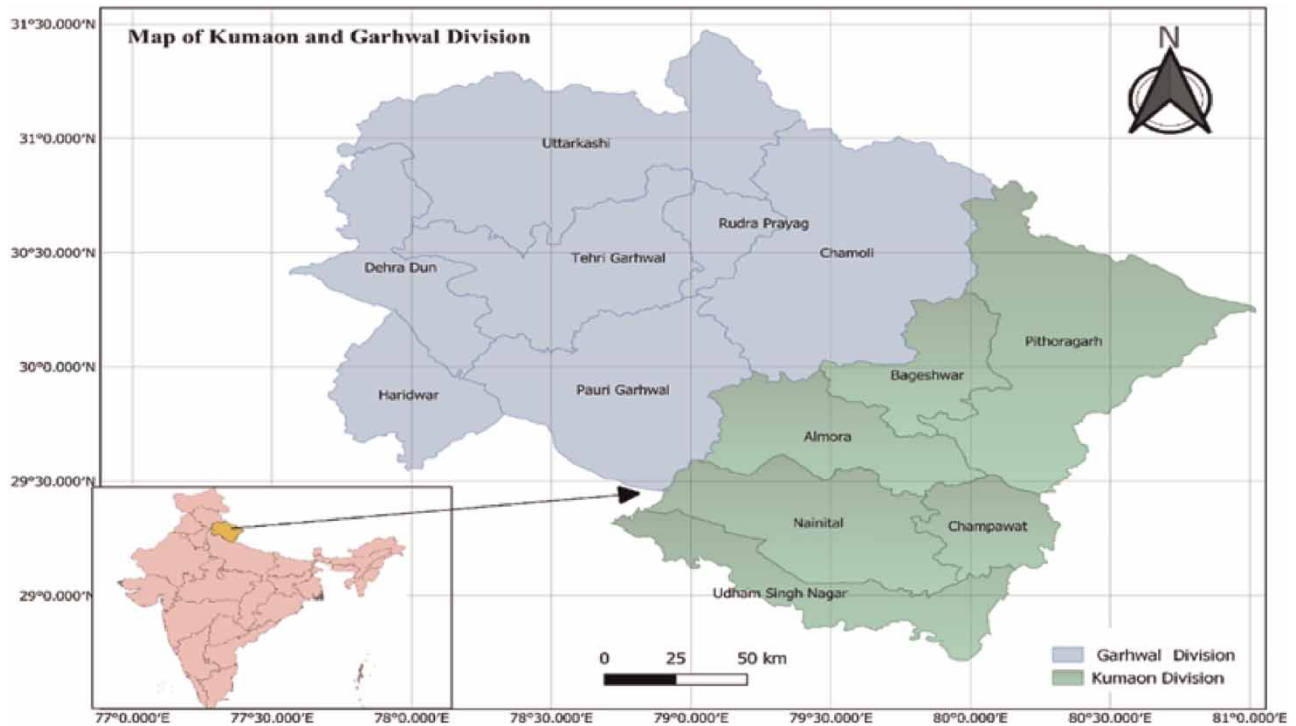 31°30.000'N
Map of Kumaon and Garhwal Division
N
31°0.000'N
Uttarkashi
Rudra Prayag
30°30.000'N
Tehri Garhwal
Chamoli
Dehra Dun
Pithoragarh
30°0.000'N
Bageshwar
Haridwar
Pauri Garhwal
Almora
29°30.000'N
Nainital
Champawat
29°0.000'N
Udham Singh Nagar
0 25 50 km
Garhwal Division
Kumaon Division
77°0.000'E 77°30.000'E 78°0.000'E 78°30.000'E 79°0.000'E 79°30.000'E 80°0.000'E 80°30.000'E 81°0.000'E